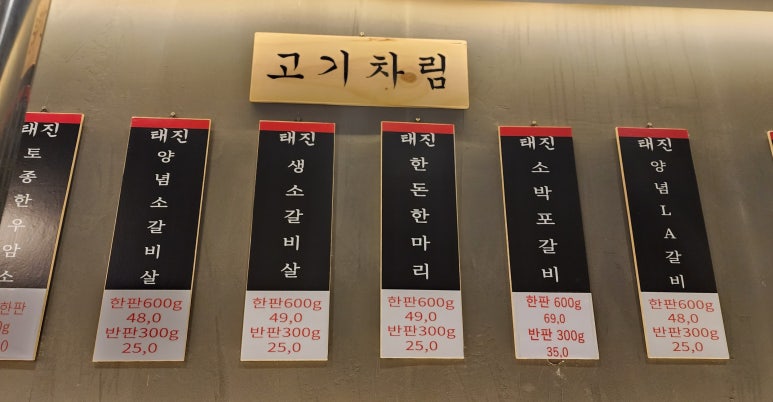 고기차림
태진
토종한우암소
한판
태진
양념소갈비살
한판600g
48,0
반판300g
25,0
태진
생소갈비살
한판600g
49,0
반판300g
25,0
태진
한돈한마리
한판600g
49,0
반판300g
25,0
태진
소박포갈비
한판 600g
69,0
반판 300g
35,0
태진
양념LA갈비
한판600g
48,0
반판300g
25,0